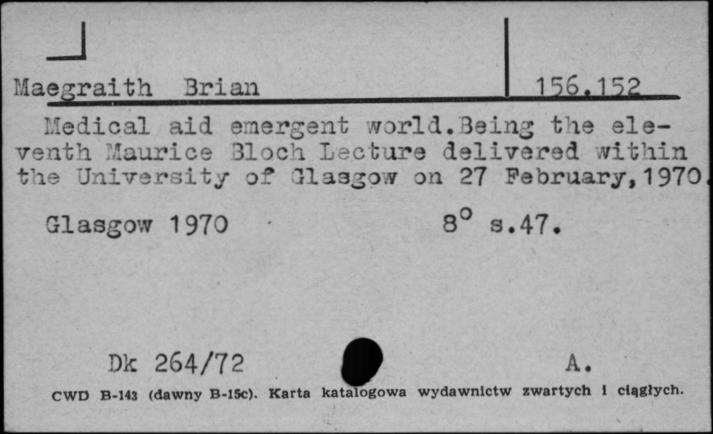 Maegraith Brian 156.152
Medical aid emergent world.Being the ele-
venth Maurice Bloch Lecture delivered within
the University of Glasgow on 27 February,1970.
Glasgow 1970 8° s.47.
Dk 264/72 A.
CWD B-143 (dawny B-15c). Karta katalogowa wydawnictw zwartych i ciągłych.